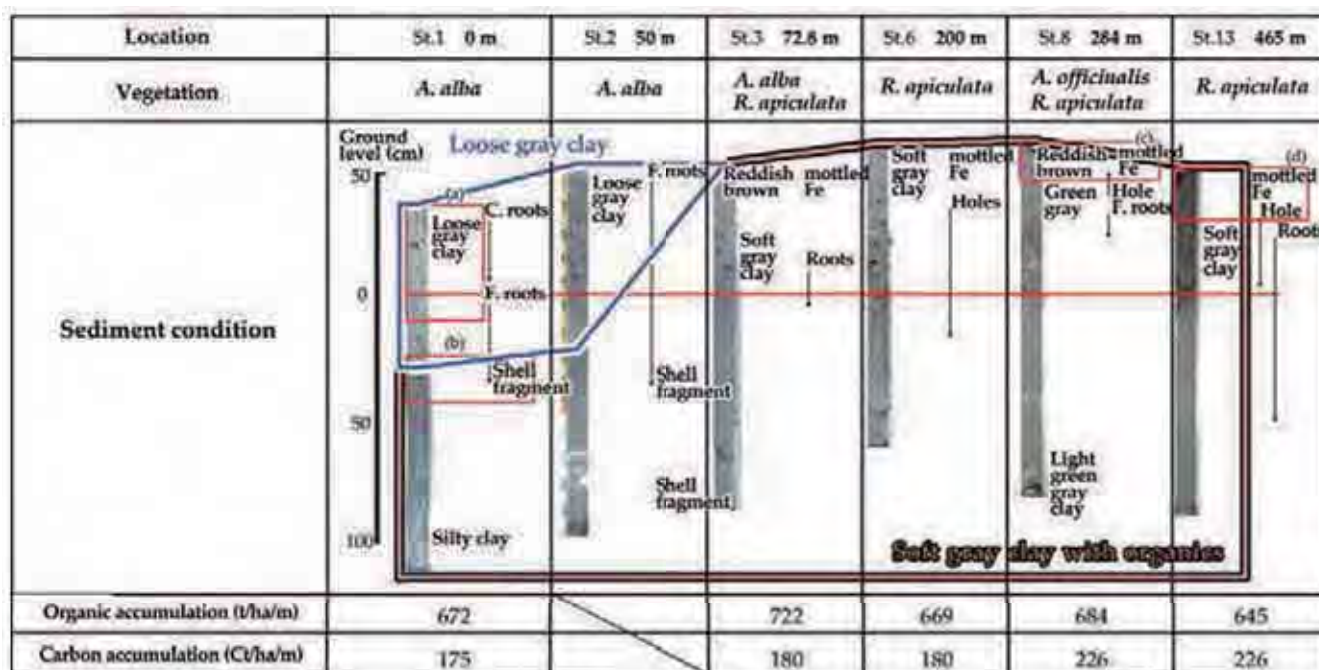 Location St.1 0 m St.2 50 m St.3 72.8 m St.6 200 m St.8 284 m St.13 465 m
Vegetation A. alba A. alba A. alba R. apiculata R. apiculata A. officinalis R. apiculata R. apiculata
Sediment condition
Ground
level (cm)
50
0
50
100
Loose gray clay
(a)
Loose
gray
clay
C. roots
F. roots
(b)
Shell
fragment
Silty clay
Loose
gray
clay
F. roots
Shell
fragment
Shell
fragment
Reddish
brown
mottled
Fe
Soft
gray
clay
Roots
Soft
gray
clay
mottled
Fe
Holes
(c)
Reddish
brown
mottled
Fe
Green
gray
Hole
F. roots
Light
green
gray
clay
(d)
mottled
Fe
Hole
Roots
Soft
gray
clay
Soft gray clay with organics
Organic accumulation (t/ha/m) 672 722 669 684 645
Carbon accumulation (Ct/ha/m) 175 180 180 226 226